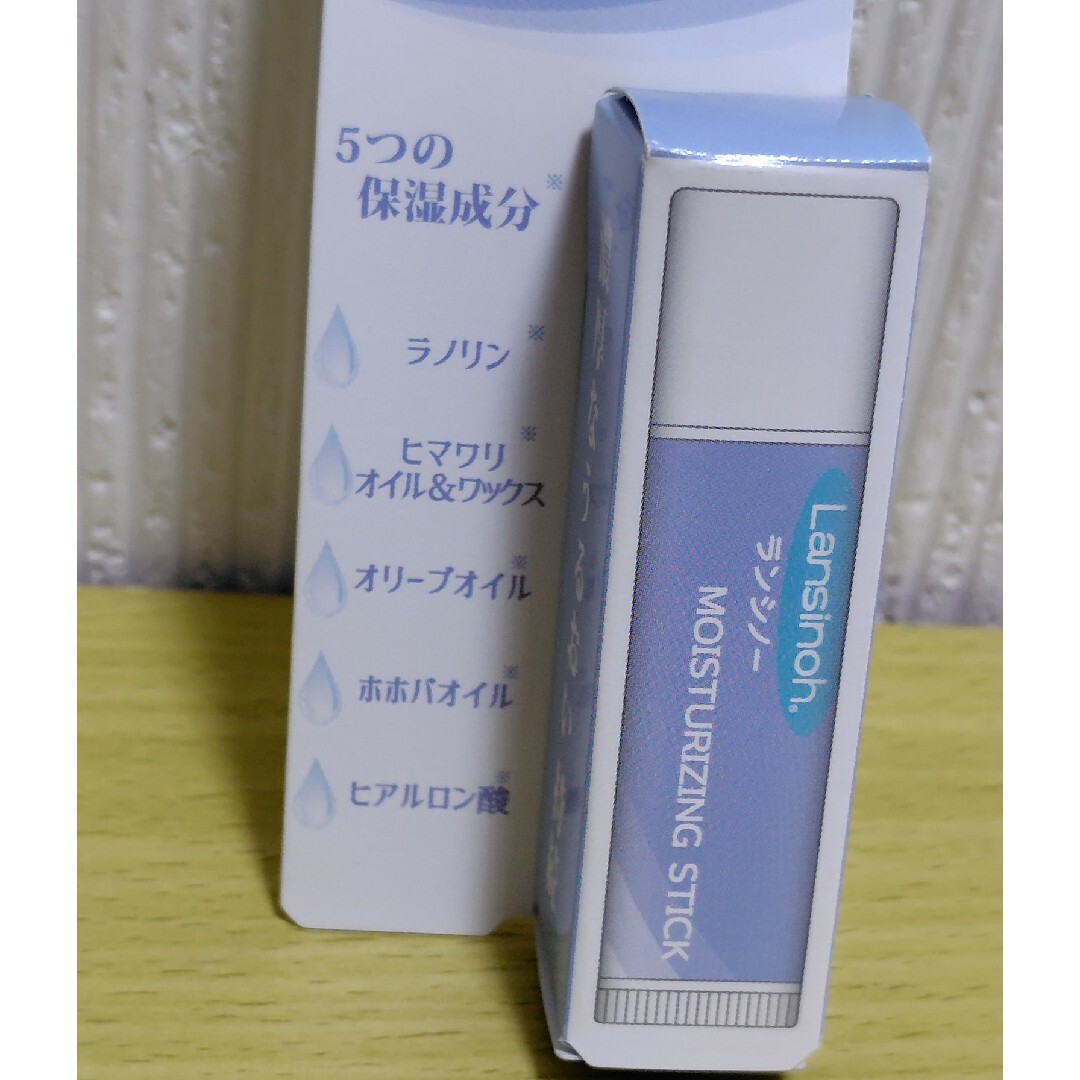 5つの
保湿成分※
ラノリン※
ヒマワリ※
オイル&ワックス
オリーブオイル※
ホホバオイル※
ヒアルロン酸※
Lansinoh®
ランシノー
MOISTURIZING STICK